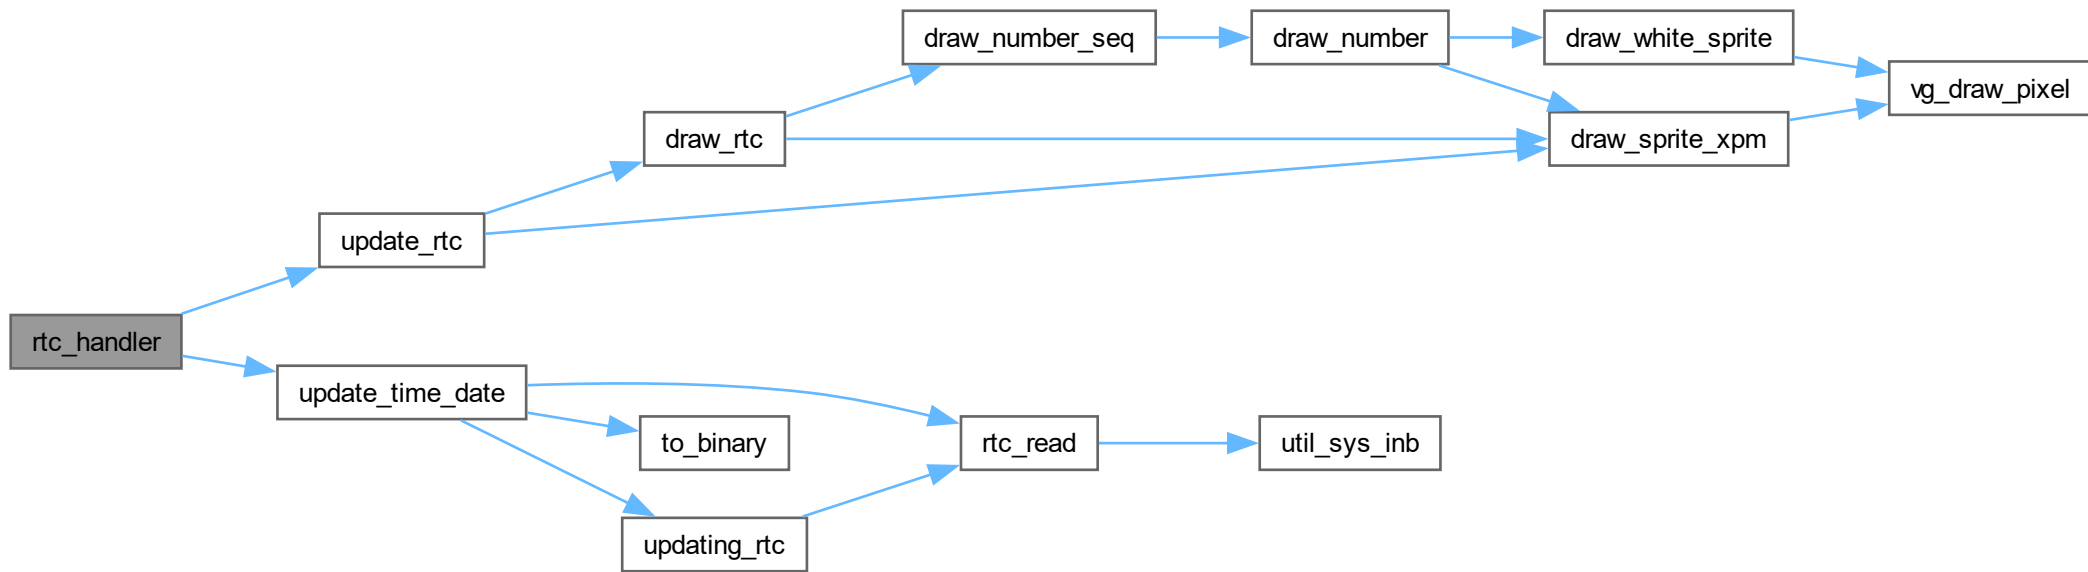 draw_number_seq
draw_number
draw_white_sprite
vg_draw_pixel
draw_rtc
draw_sprite_xpm
update_rtc
rtc_handler
update_time_date
to_binary
rtc_read
util_sys_inb
updating_rtc